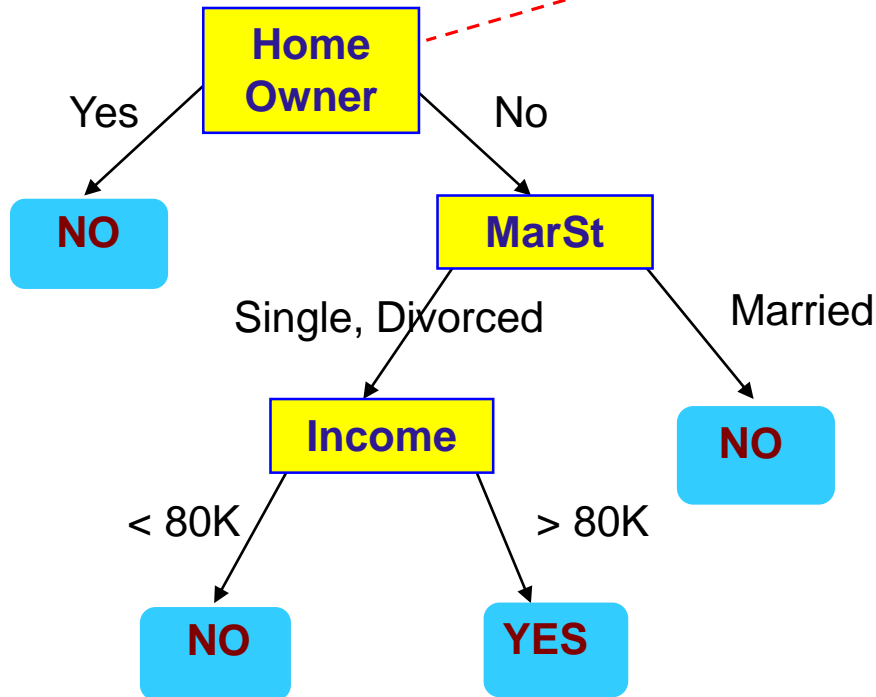 Home
Owner
Yes
No
NO
MarSt
Single, Divorced
Married
Income
NO
< 80K
> 80K
NO
YES